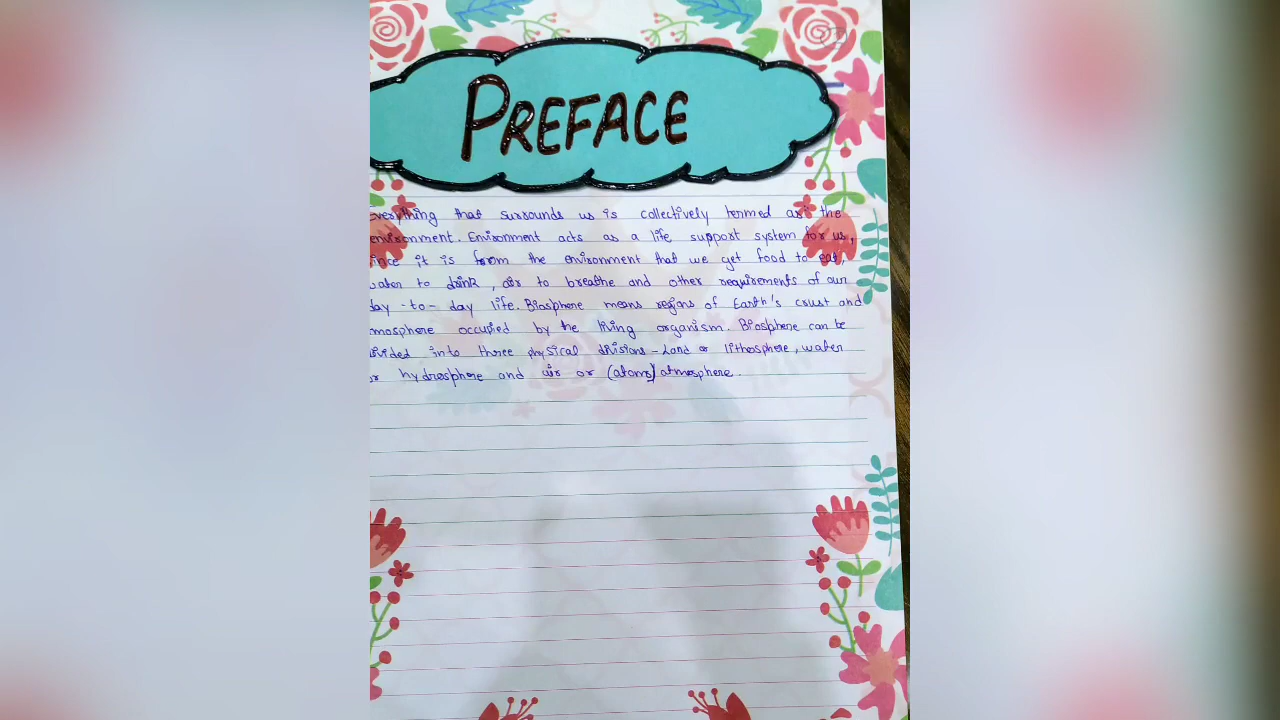 PREFACE
Everything that surrounds us is collectively termed as the
environment. Environment acts as a life support system for us,
since it is from the environment that we get food to eat,
water to drink, air to breathe and other requirements of our
day-to-day life. Biosphere means regions of Earth's crust and
atmosphere occupied by the living organism. Biosphere can be
divided into three physical divisions - Land or lithosphere, water
or hydrosphere and air or (atoms) atmosphere.